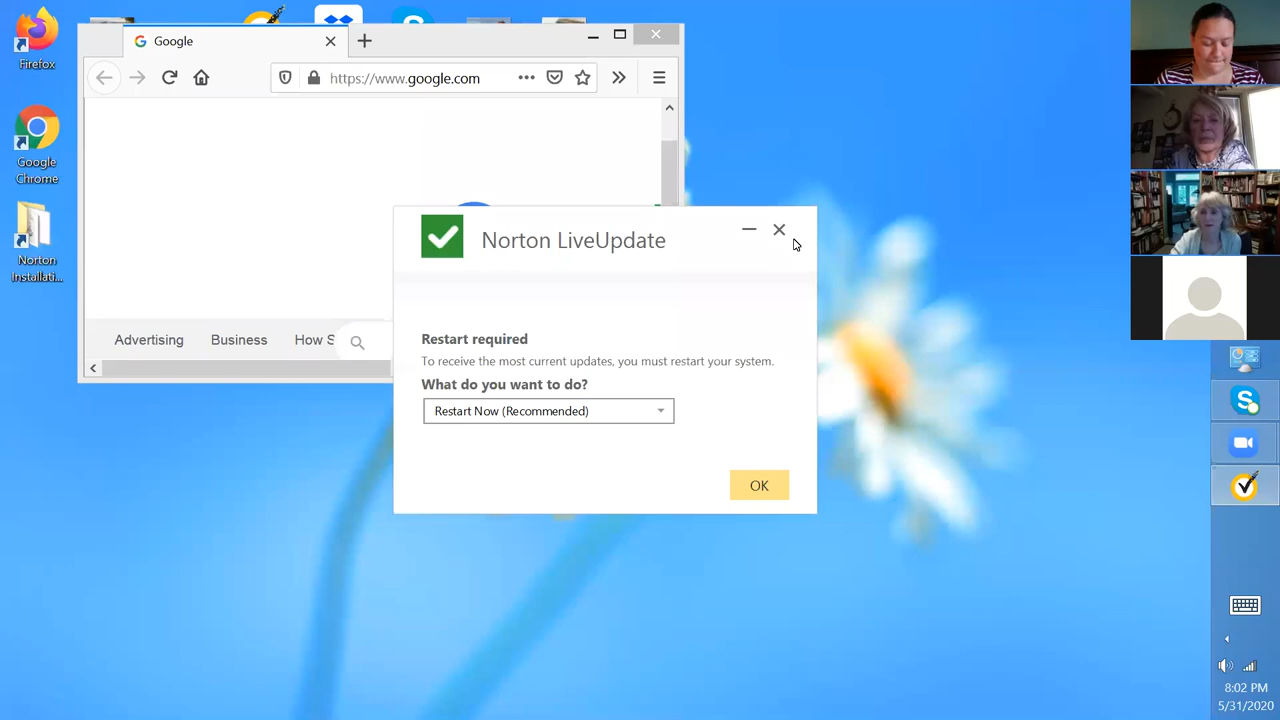 Firefox
Google
Chrome
Norton
Installati...
Google
https://www.google.com
Advertising
Business
How S
Norton LiveUpdate
Restart required
To receive the most current updates, you must restart your system.
What do you want to do?
Restart Now (Recommended)
OK
8:02 PM
5/31/2020